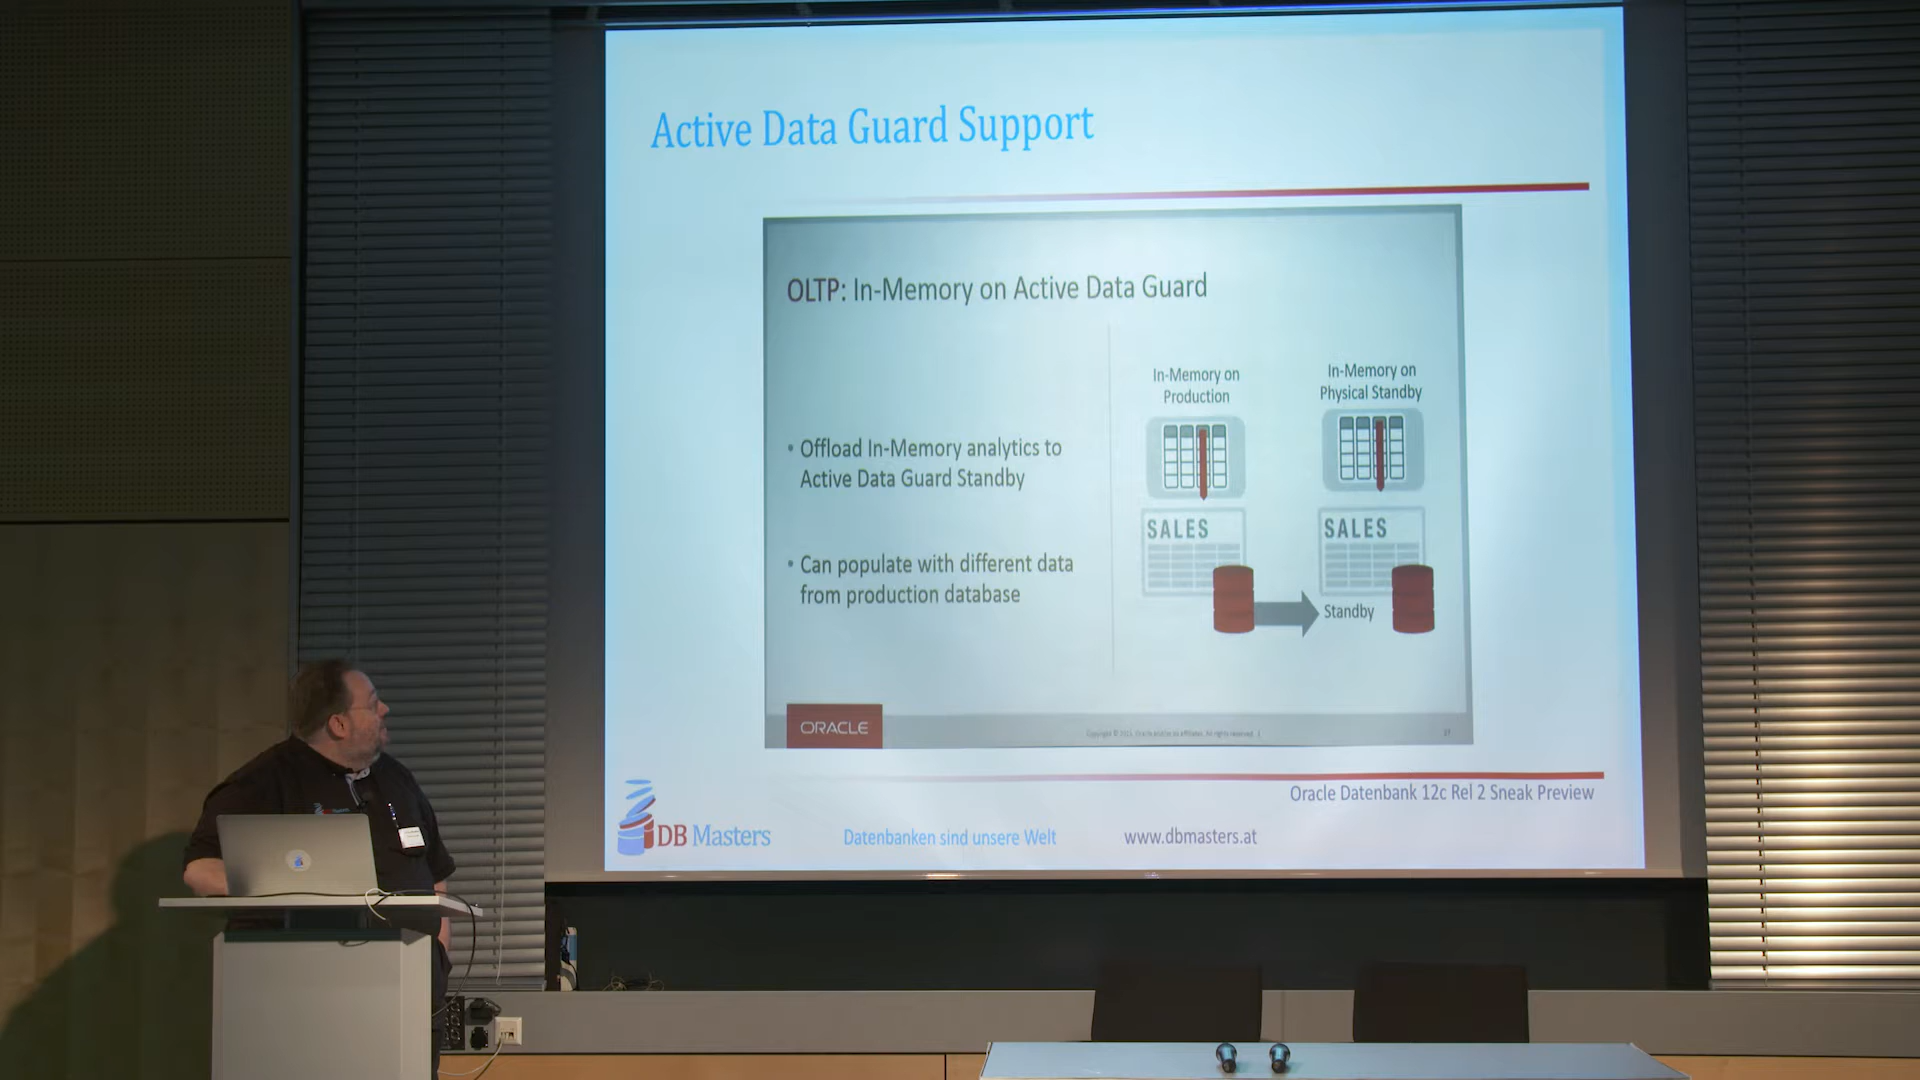 Active Data Guard Support
OLTP: In-Memory on Active Data Guard
• Offload In-Memory analytics to
Active Data Guard Standby
• Can populate with different data
from production database
In-Memory on
Production
In-Memory on
Physical Standby
SALES
SALES
Standby
ORACLE
Oracle Datenbank 12c Rel 2 Sneak Preview
DB Masters
Datenbanken sind unsere Welt
www.dbmasters.at